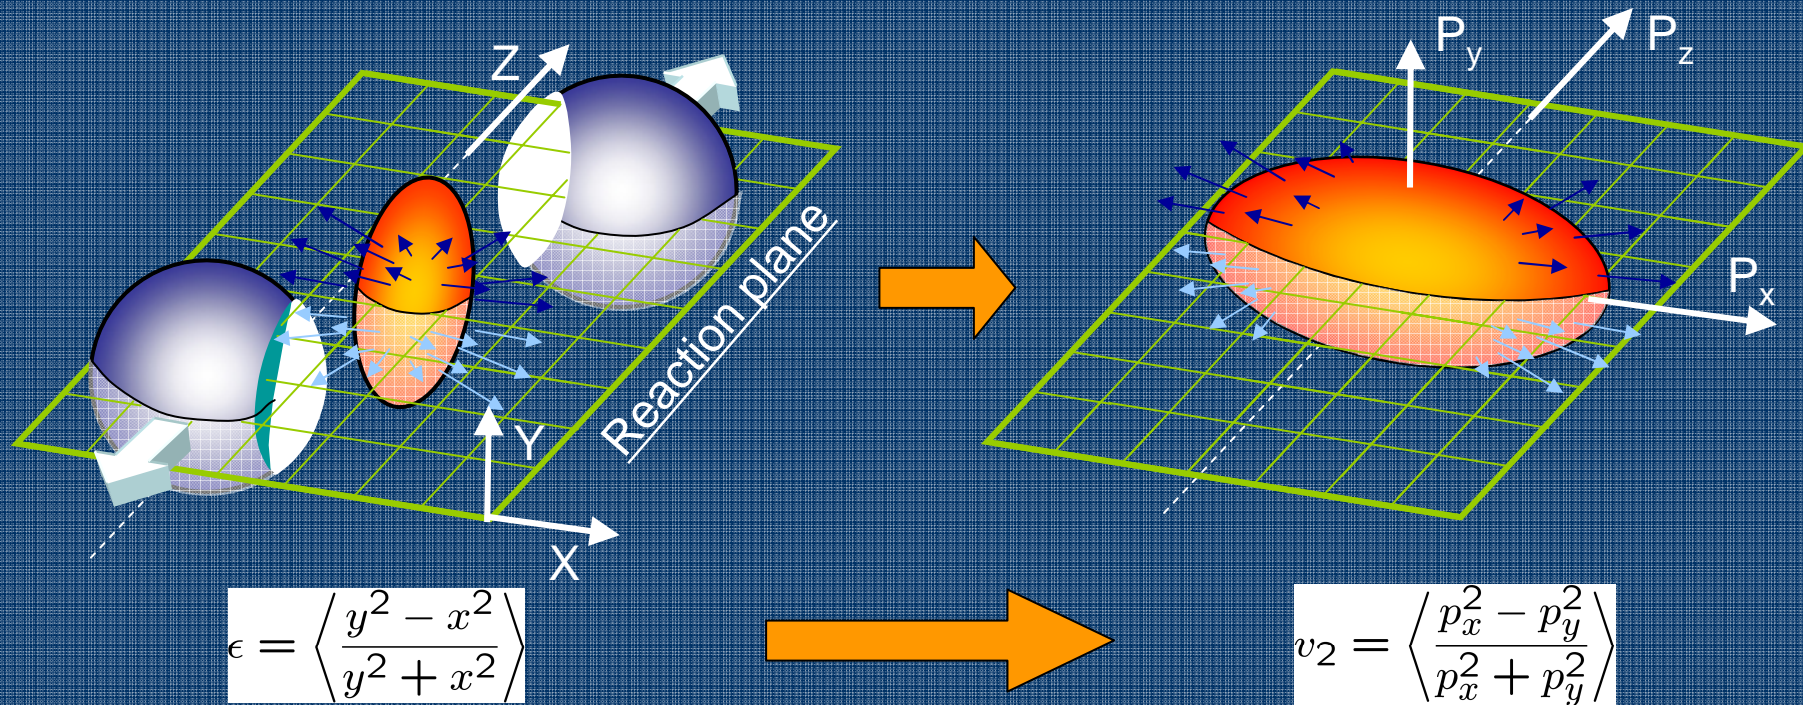 Z
Reaction plane
Y
X
P_y
P_z
P_x
ϵ = ⟨ (y² − x²) / (y² + x²) ⟩
v₂ = ⟨ (p_x² − p_y²) / (p_x² + p_y²) ⟩